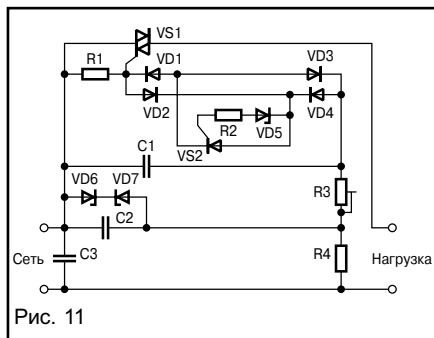 VS1
R1
VD1
VD3
VD2
R2
VD5
VD4
VS2
C1
VD6
VD7
R3
C2
Сеть
C3
R4
Нагрузка
Рис. 11